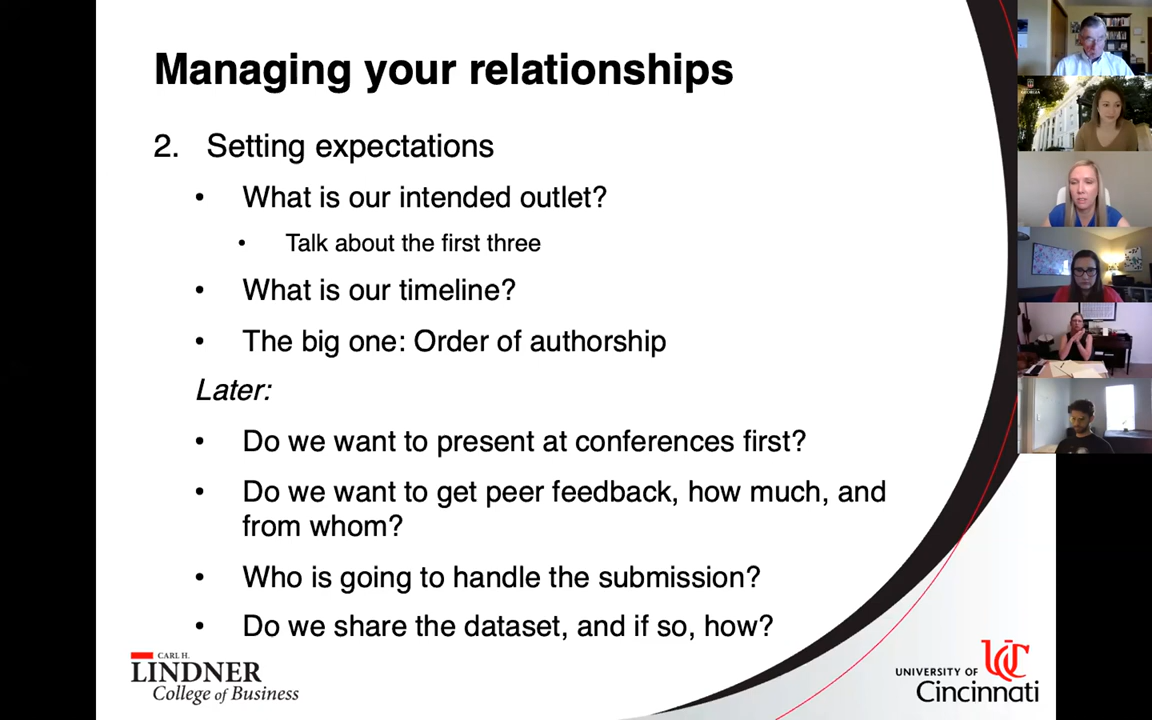 Managing your relationships
2. Setting expectations
• What is our intended outlet?
• Talk about the first three
• What is our timeline?
• The big one: Order of authorship
Later:
• Do we want to present at conferences first?
• Do we want to get peer feedback, how much, and
from whom?
• Who is going to handle the submission?
• Do we share the dataset, and if so, how?
CARL H.
LINDNER
College of Business
UC
UNIVERSITY OF
Cincinnati
GEORGIA